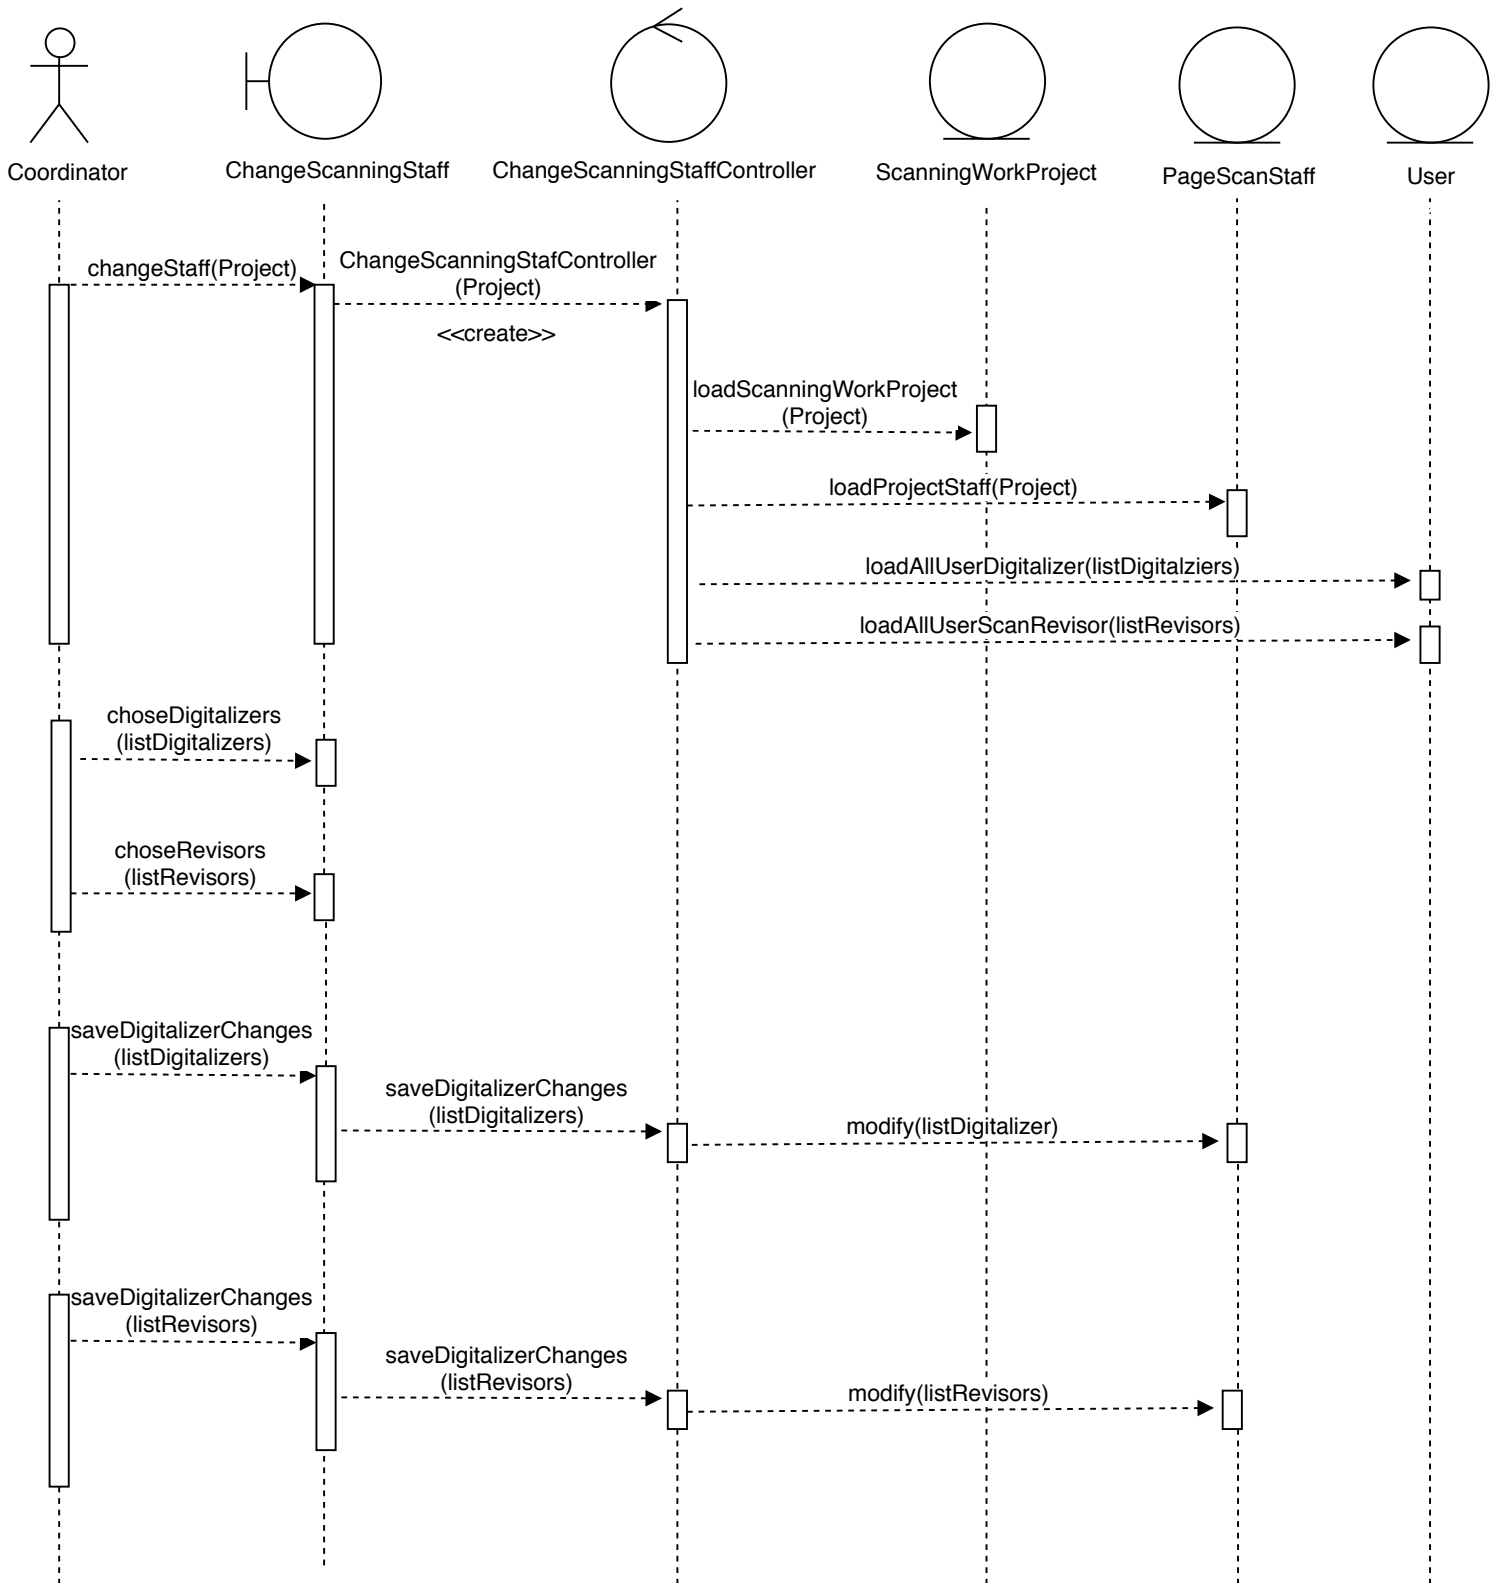 Coordinator
ChangeScanningStaff
ChangeScanningStaffController
ScanningWorkProject
PageScanStaff
User
changeStaff(Project)
ChangeScanningStafController
(Project)
<<create>>
loadScanningWorkProject
(Project)
loadProjectStaff(Project)
loadAllUserDigitalizer(listDigitalziers)
loadAllUserScanRevisor(listRevisors)
choseDigitalizers
(listDigitalizers)
choseRevisors
(listRevisors)
saveDigitalizerChanges
(listDigitalizers)
saveDigitalizerChanges
(listDigitalizers)
modify(listDigitalizer)
saveDigitalizerChanges
(listRevisors)
saveDigitalizerChanges
(listRevisors)
modify(listRevisors)